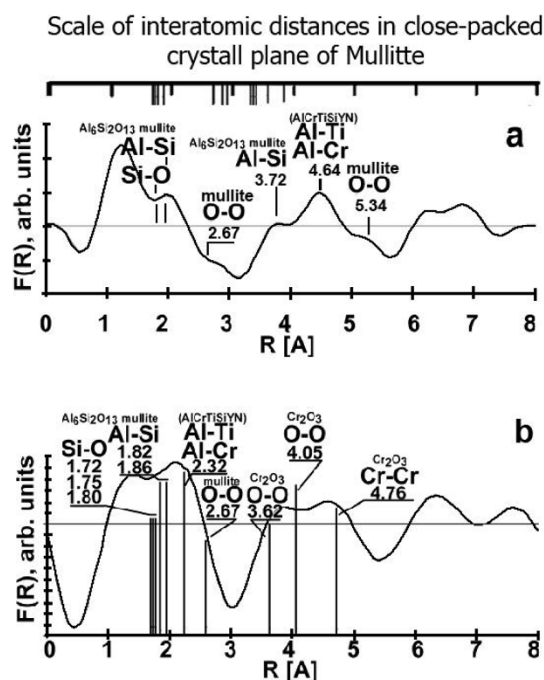 Scale of interatomic distances in close-packed
crystall plane of Mullitte
a
(AlCrTiSiYN)
Al₆Si₂O₁₃ mullite
Al-Ti
Al₆Si₂O₁₃ mullite
Al-Si
Al-Si
Al-Cr
mullite
Si-O
3.72
4.64
O-O
mullite
5.34
O-O
2.67
F(R), arb. units
0 1 2 3 4 5 6 7 8
R [A]
b
Al₆Si₂O₁₃ mullite
(AlCrTiSiYN)
Cr₂O₃
Al-Si
Al-Ti
O-O
Si-O
1.82
Al-Cr
4.05
Cr₂O₃
1.72
1.86
2.32
Cr-Cr
1.75
mullite
Cr₂O₃
4.76
1.80
O-O
O-O
2.67
3.62
F(R), arb. units
0 1 2 3 4 5 6 7 8
R [A]